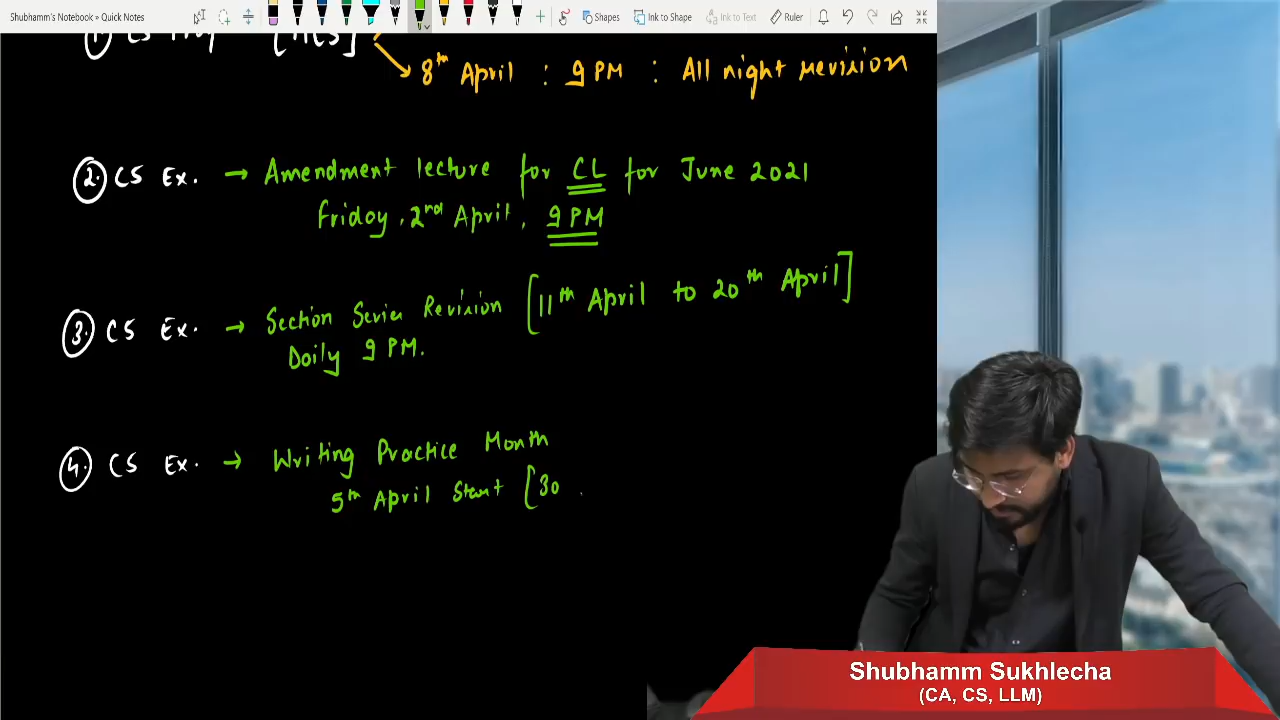 Shubhamm's Notebook » Quick Notes
Shapes
Ink to Shape
Ink to Text
Ruler
8th April : 9 PM : All night revision
2. CS Ex. → Amendment lecture for CL for June 2021
Friday, 2nd April, 9 PM
3. CS Ex. → Section Series Revision [11th April to 20th April]
Daily 9 PM.
4. CS Ex. → Writing Practice Month
5th April Start [30
Shubhamm Sukhlecha
(CA, CS, LLM)